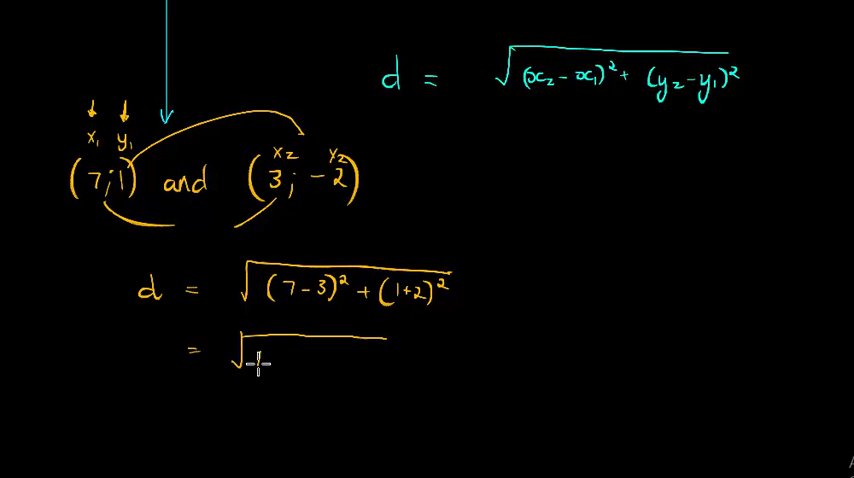 d = √(x₂ - x₁)² + (y₂ - y₁)²
x₁ y₁ x₂ x₂
(7;1) and (3; -2)
d = √(7-3)² + (1+2)²
= √